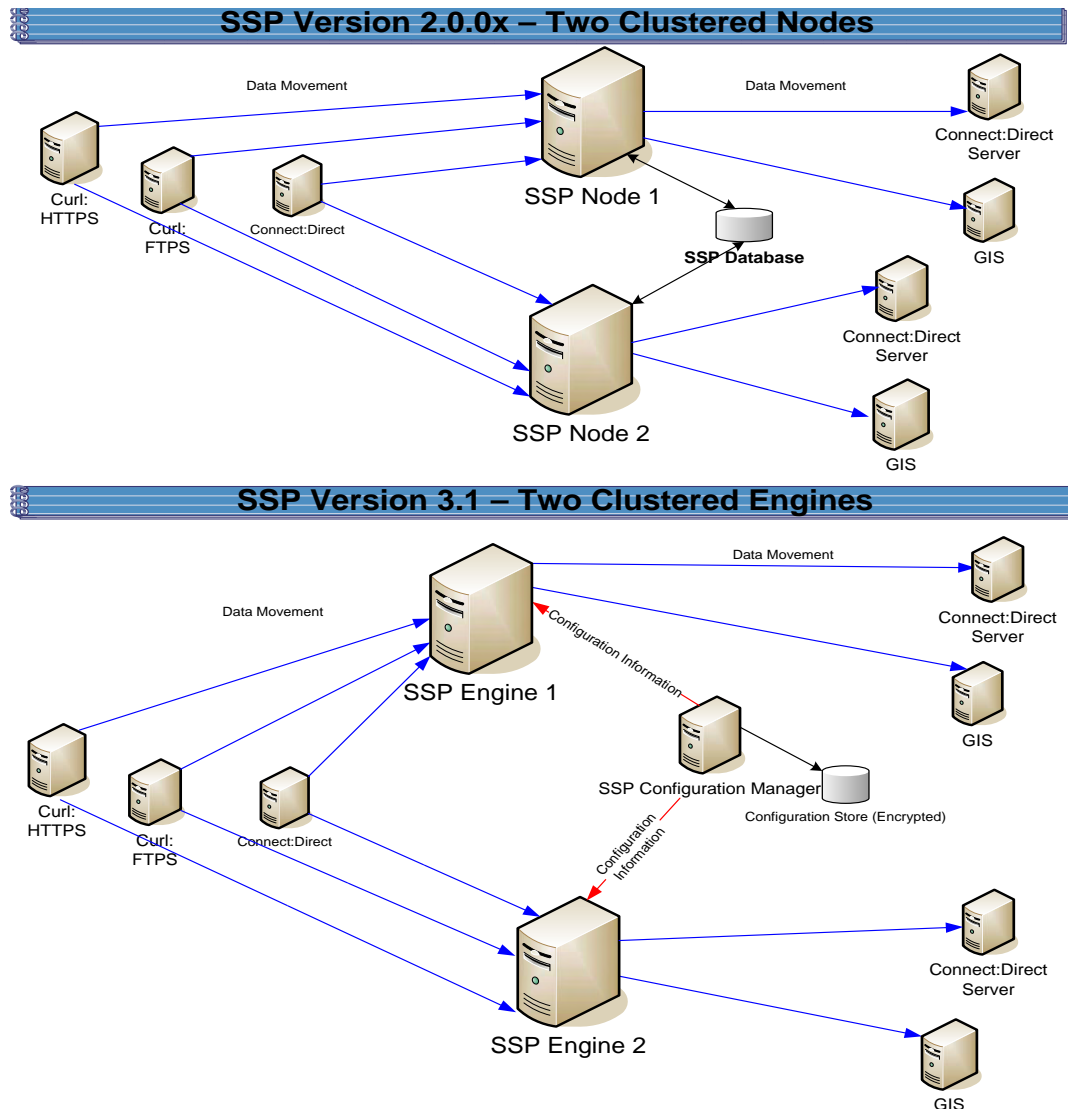 SSP Version 2.0.0x – Two Clustered Nodes
Data Movement
Data Movement
Connect:Direct
Server
Curl:
HTTPS
Curl:
FTPS
Connect:Direct
SSP Node 1
SSP Database
GIS
Connect:Direct
Server
SSP Node 2
GIS
SSP Version 3.1 – Two Clustered Engines
Data Movement
Data Movement
Connect:Direct
Server
Configuration Information
SSP Engine 1
GIS
SSP Configuration Manager
Configuration Store (Encrypted)
Curl:
HTTPS
Curl:
FTPS
Connect:Direct
Configuration
Information
Connect:Direct
Server
SSP Engine 2
GIS